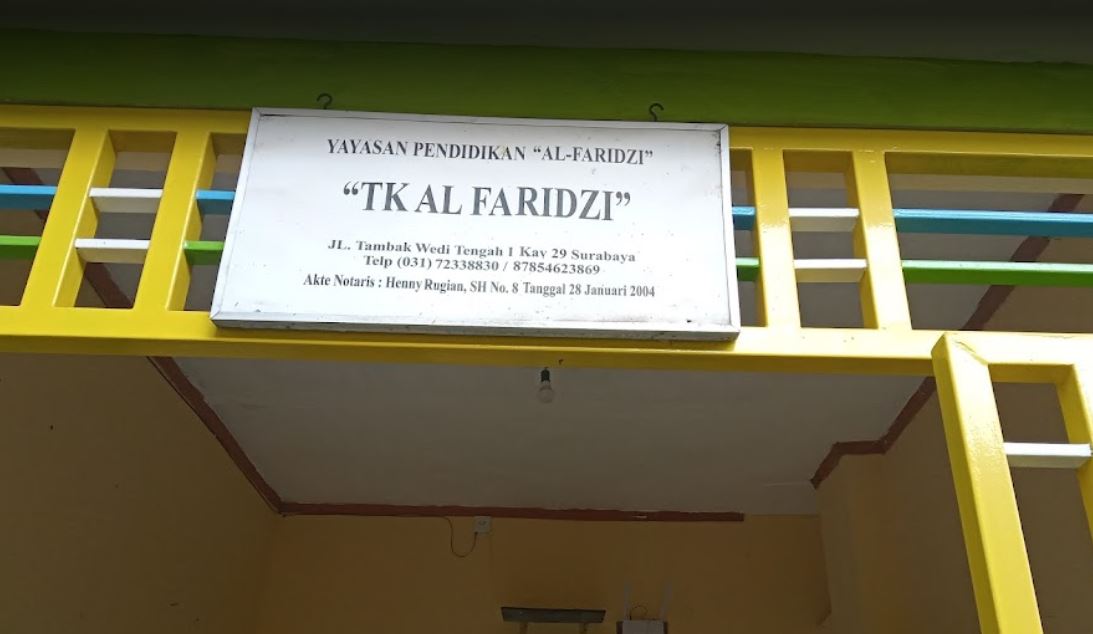 YAYASAN PENDIDIKAN “AL-FARIDZI”
“TK AL FARIDZI”
JL. Tambak Wedi Tengah 1 Kav 29 Surabaya
Telp (031) 72338830 / 87854623869
Akte Notaris : Henny Rugian, SH No. 8 Tanggal 28 Januari 2004